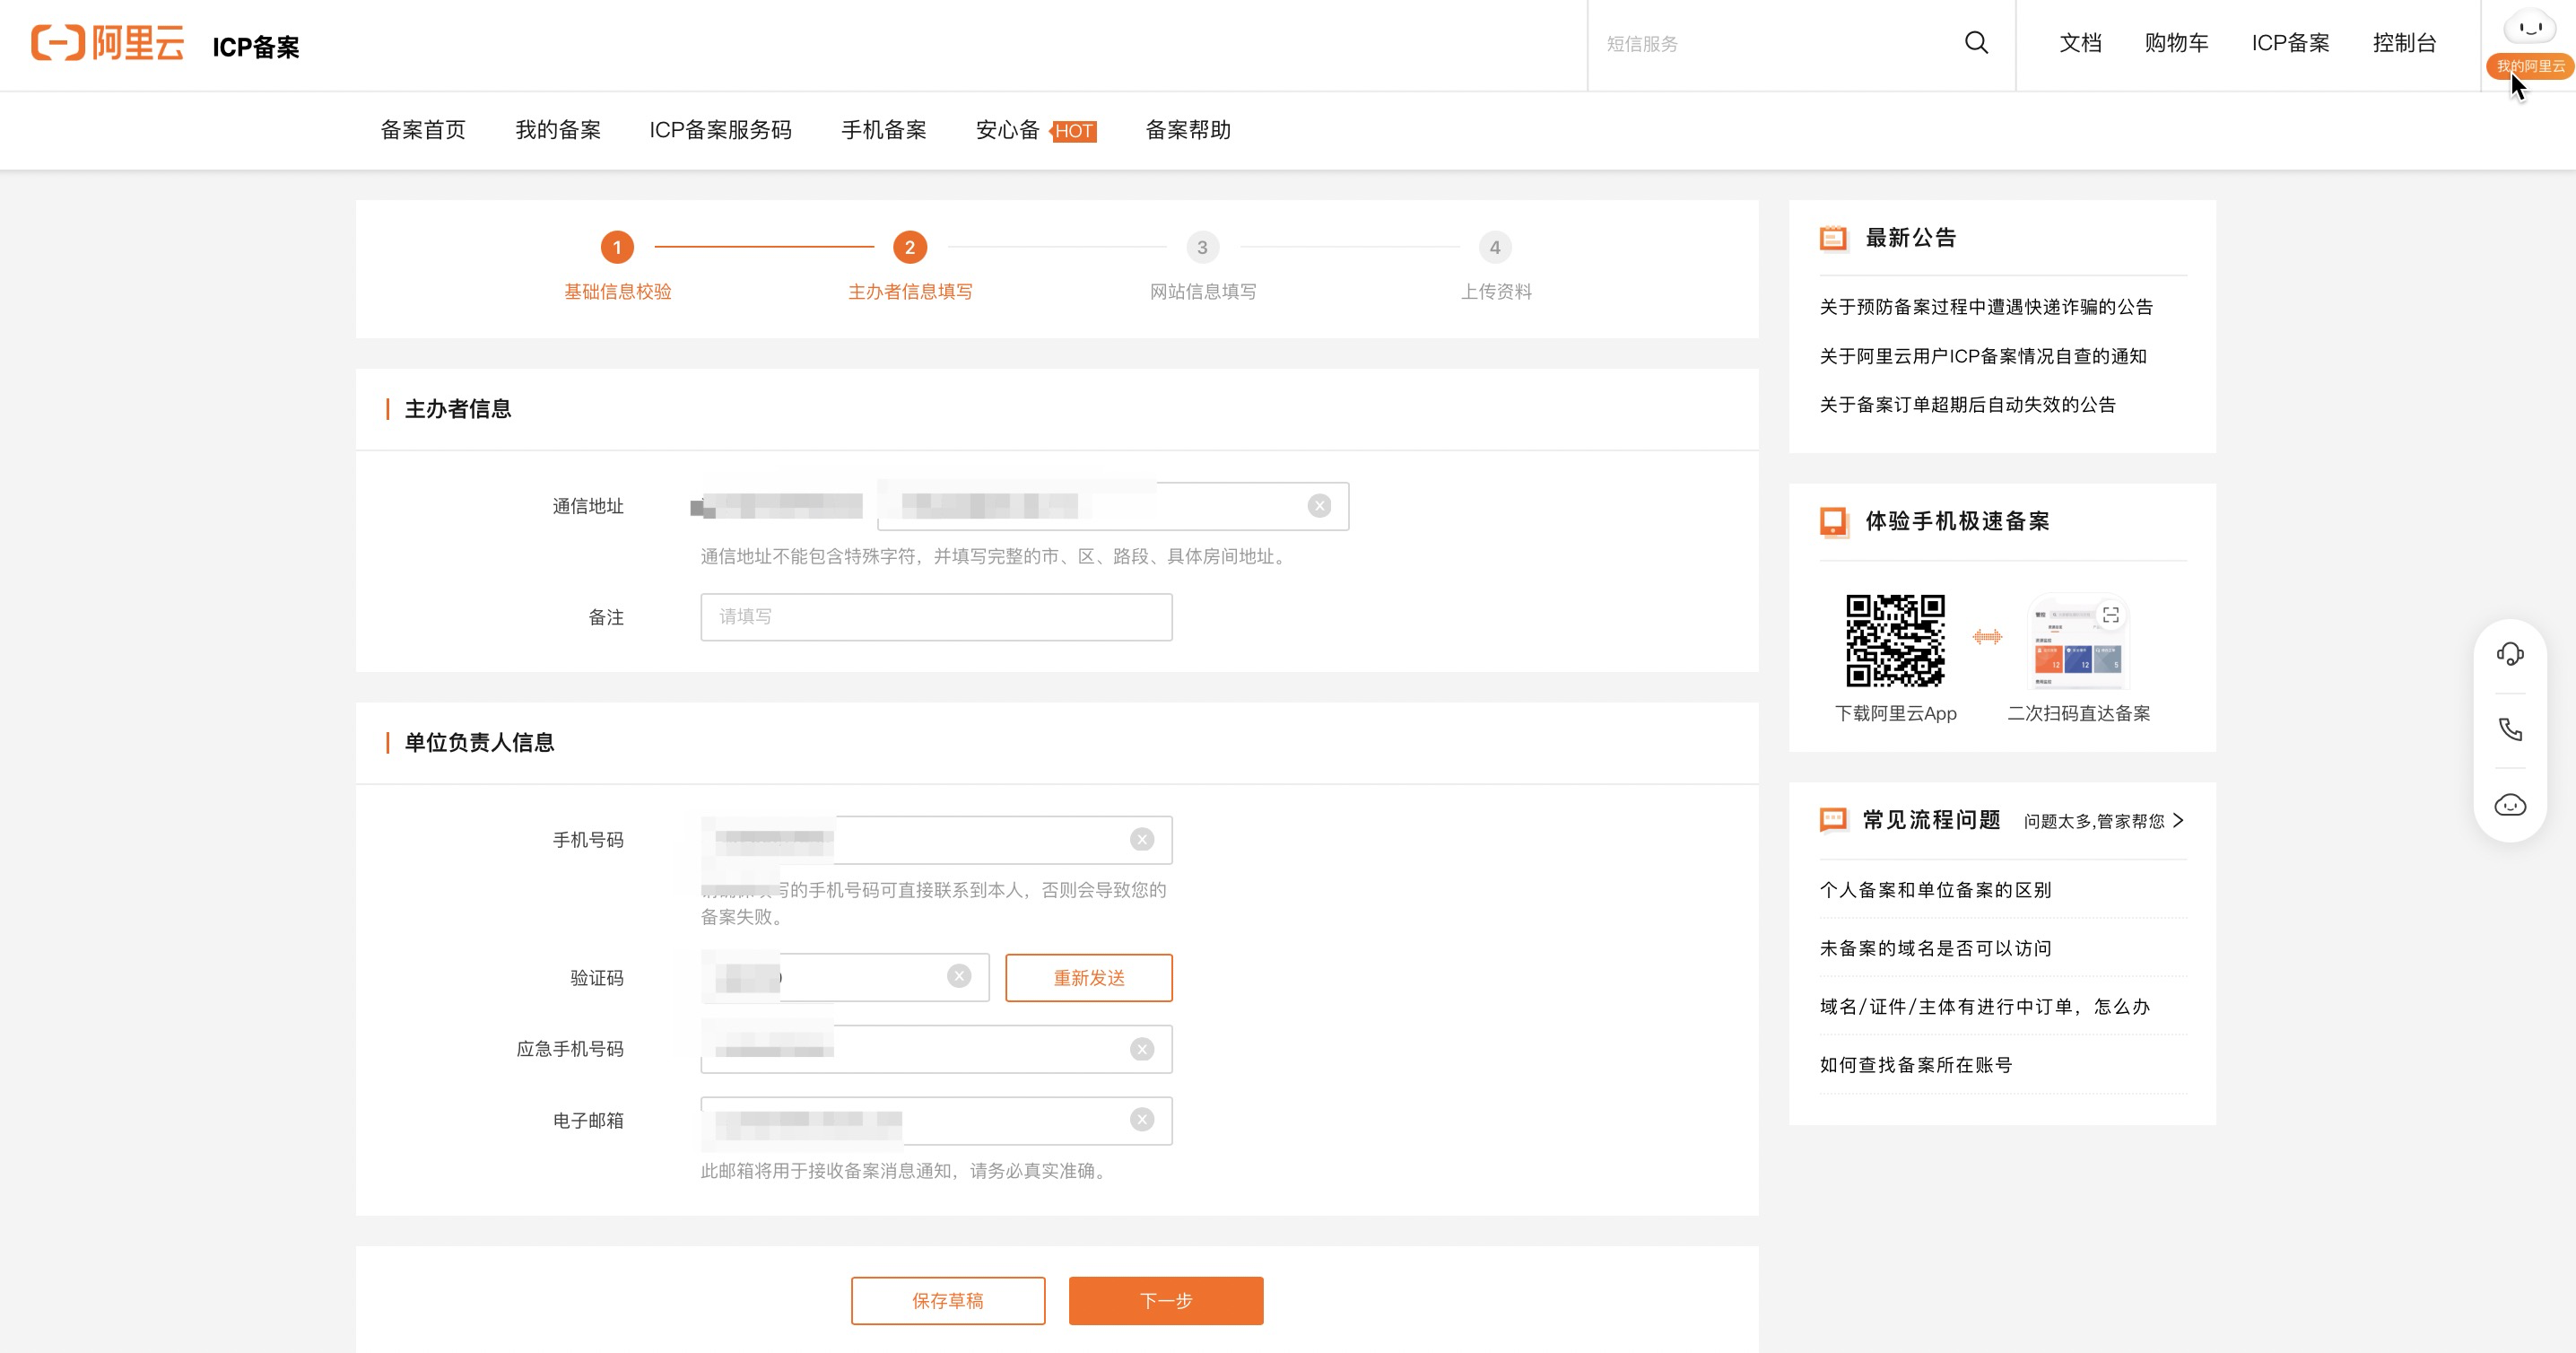 阿里云
ICP备案
短信服务
文档
购物车
ICP备案
控制台
我的阿里云
备案首页
我的备案
ICP备案服务码
手机备案
安心备
HOT
备案帮助
1
2
3
4
基础信息校验
主办者信息填写
网站信息填写
上传资料
主办者信息
通信地址
通信地址不能包含特殊字符，并填写完整的市、区、路段、具体房间地址。
备注
请填写
单位负责人信息
手机号码
写的手机号码可直接联系到本人，否则会导致您的
备案失败。
验证码
重新发送
应急手机号码
电子邮箱
此邮箱将用于接收备案消息通知，请务必真实准确。
保存草稿
下一步
最新公告
关于预防备案过程中遭遇快递诈骗的公告
关于阿里云用户ICP备案情况自查的通知
关于备案订单超期后自动失效的公告
体验手机极速备案
12
12
5
下载阿里云App
二次扫码直达备案
常见流程问题
问题太多,管家帮您
个人备案和单位备案的区别
未备案的域名是否可以访问
域名/证件/主体有进行中订单，怎么办
如何查找备案所在账号